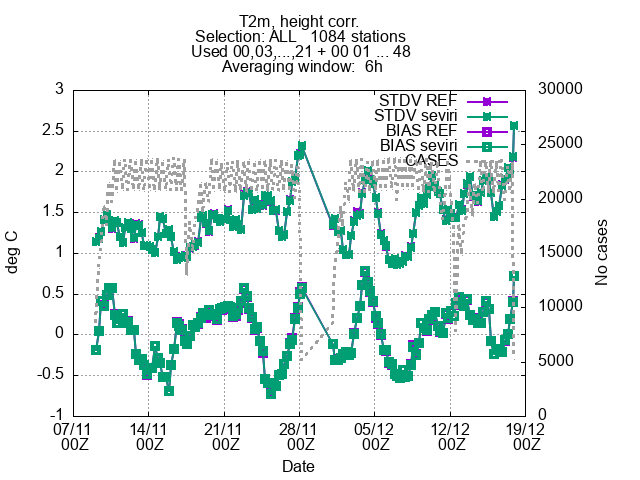 T2m, height corr.
Selection: ALL   1084 stations
Used 00,03,...,21 + 00 01 ... 48
Averaging window:  6h
STDV REF
STDV seviri
BIAS REF
BIAS seviri
CASES
deg C
3
2.5
2
1.5
1
0.5
0
-0.5
-1
No cases
30000
25000
20000
15000
10000
5000
0
07/11 14/11 21/11 28/11 05/12 12/12 19/12
00Z 00Z 00Z 00Z 00Z 00Z 00Z
Date